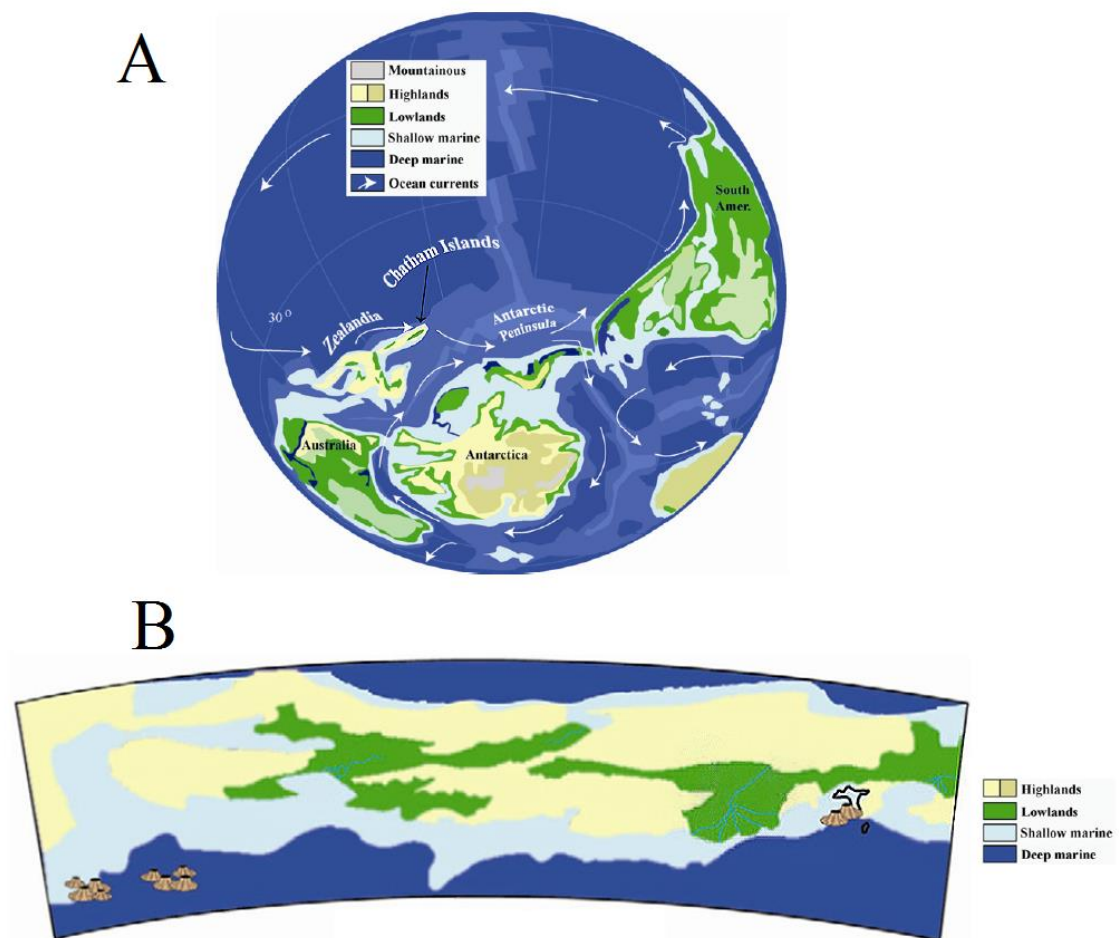 A
Mountainous
Highlands
Lowlands
Shallow marine
Deep marine
Ocean currents
South
Amer.
Chatham Islands
30 o
Zealandia
Antarctic
Peninsula
Australia
Antarctica
B
Highlands
Lowlands
Shallow marine
Deep marine